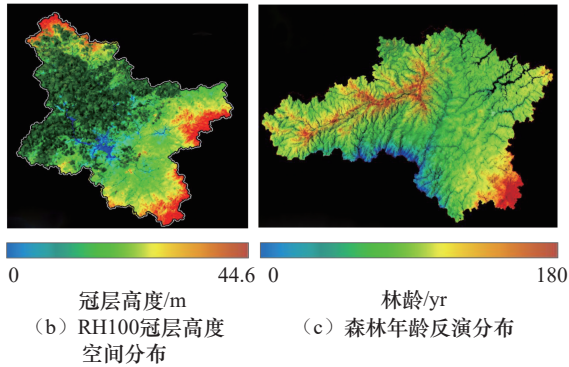 0 44.6
冠层高度/m
(b) RH100冠层高度
空间分布
0 180
林龄/yr
(c) 森林年龄反演分布